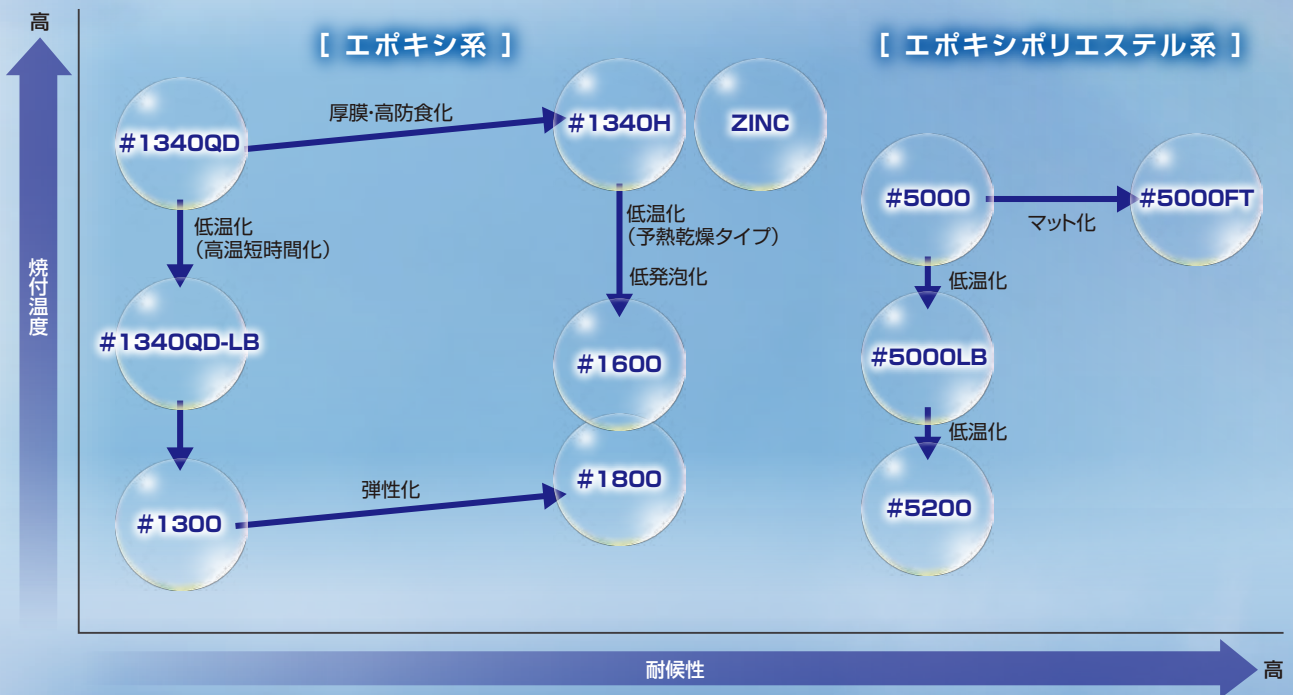 高
[ エポキシ系 ]
[ エポキシポリエステル系 ]
#1340QD
厚膜・高防食化
#1340H
ZINC
#5000
マット化
#5000FT
低温化
(高温短時間化)
低温化
(予熱乾燥タイプ)
低発泡化
低温化
焼付温度
#1340QD-LB
#1600
#5000LB
低温化
#1300
弾性化
#1800
#5200
耐候性
高